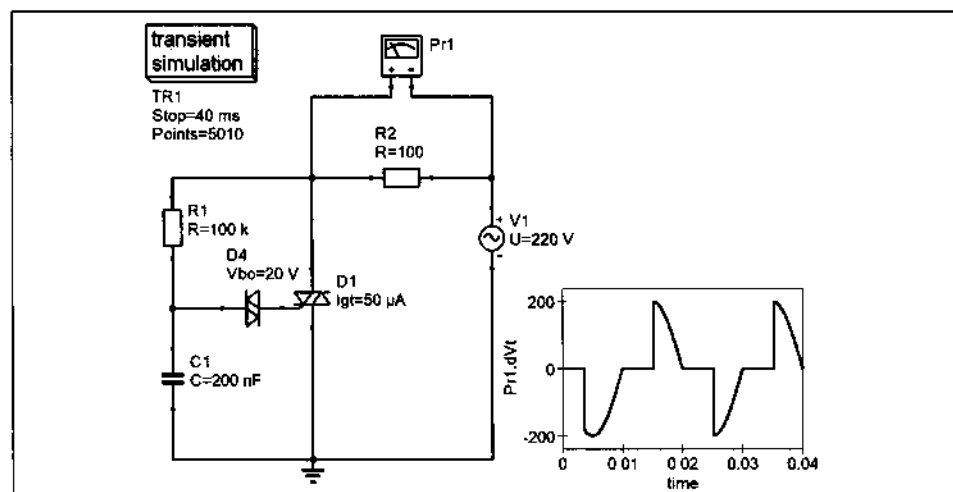 transient
simulation
TR1
Stop=40 ms
Points=5010
Pr1
+ -
R2
R=100
R1
R=100 k
+ V1
U=220 V
-
D4
Vbo=20 V
D1
Igt=50 µA
C1
C=200 nF
Pr1.dVt
200
0
-200
0 0 01 0 02 0.03 0.04
time